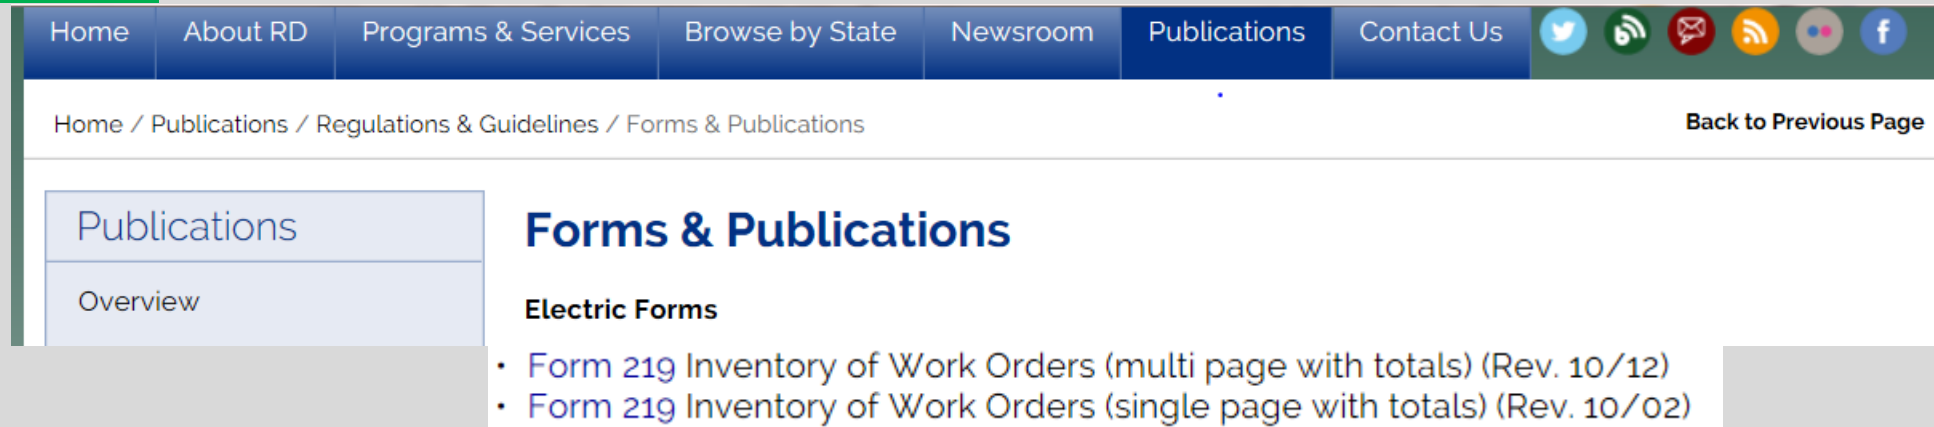 Home About RD Programs & Services Browse by State Newsroom Publications Contact Us
Home / Publications / Regulations & Guidelines / Forms & Publications Back to Previous Page
Publications
Overview
Forms & Publications
Electric Forms
• Form 219 Inventory of Work Orders (multi page with totals) (Rev. 10/12)
• Form 219 Inventory of Work Orders (single page with totals) (Rev. 10/02)